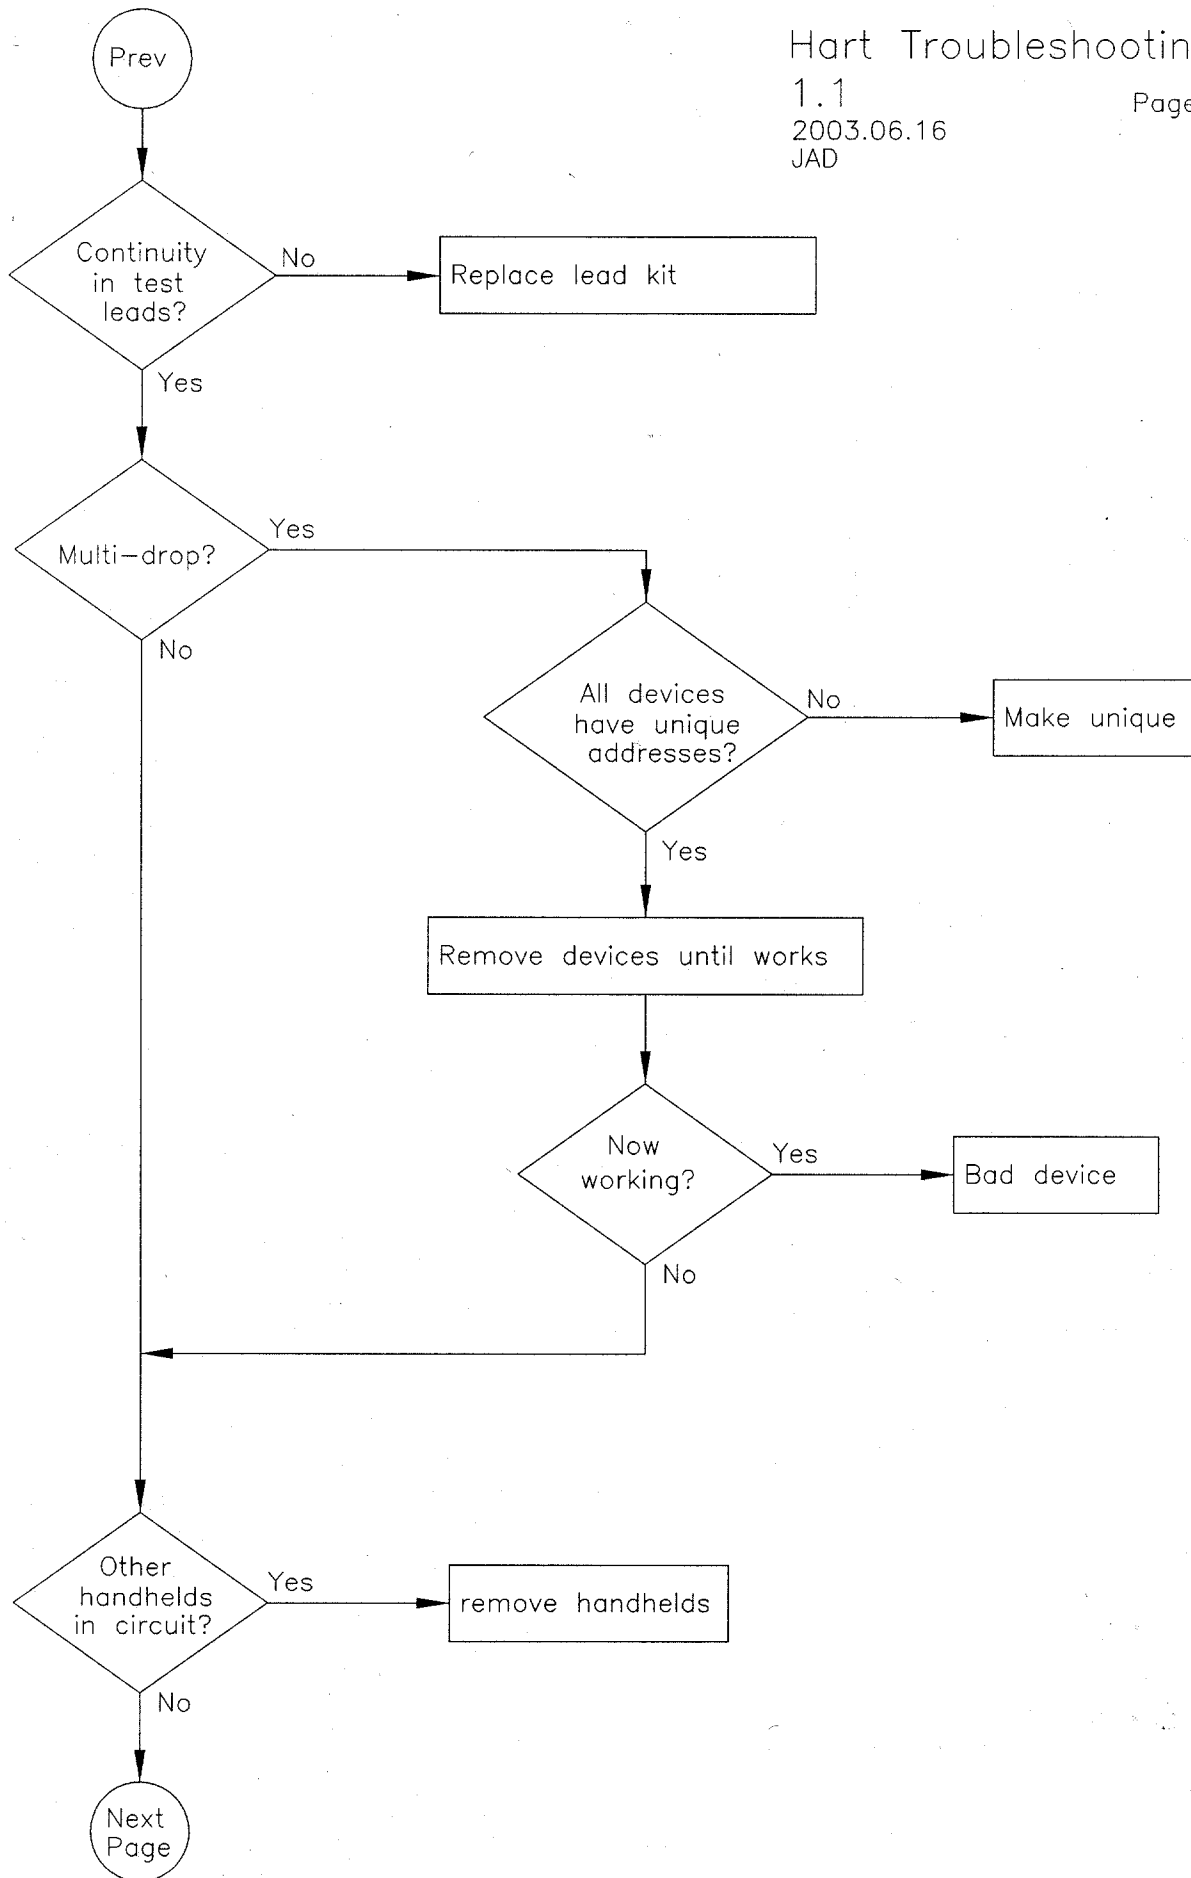 Prev
Hart Troubleshootin
1.1
Page
2003.06.16
JAD
Continuity
in test
leads?
No
Replace lead kit
Yes
Multi-drop?
Yes
No
All devices
have unique
addresses?
No
Make unique
Yes
Remove devices until works
Now
working?
Yes
Bad device
No
Other
handhelds
in circuit?
Yes
remove handhelds
No
Next
Page